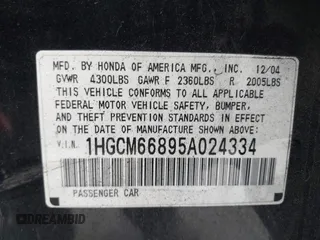 MFD. BY HONDA OF AMERICA MFG., INC. 12/04
GVWR 4300LBS GAWR F 2360LBS R 2005LBS
THIS VEHICLE CONFORMS TO ALL APPLICABLE
FEDERAL MOTOR VEHICLE SAFETY, BUMPER,
AND THEFT PREVENTION STANDARDS IN EFFECT
ON THE DATE OF MANUFACTURE SHOWN ABOVE.
V.I.N. 1HGCM66895A024334
PASSENGER CAR
DREAMBID